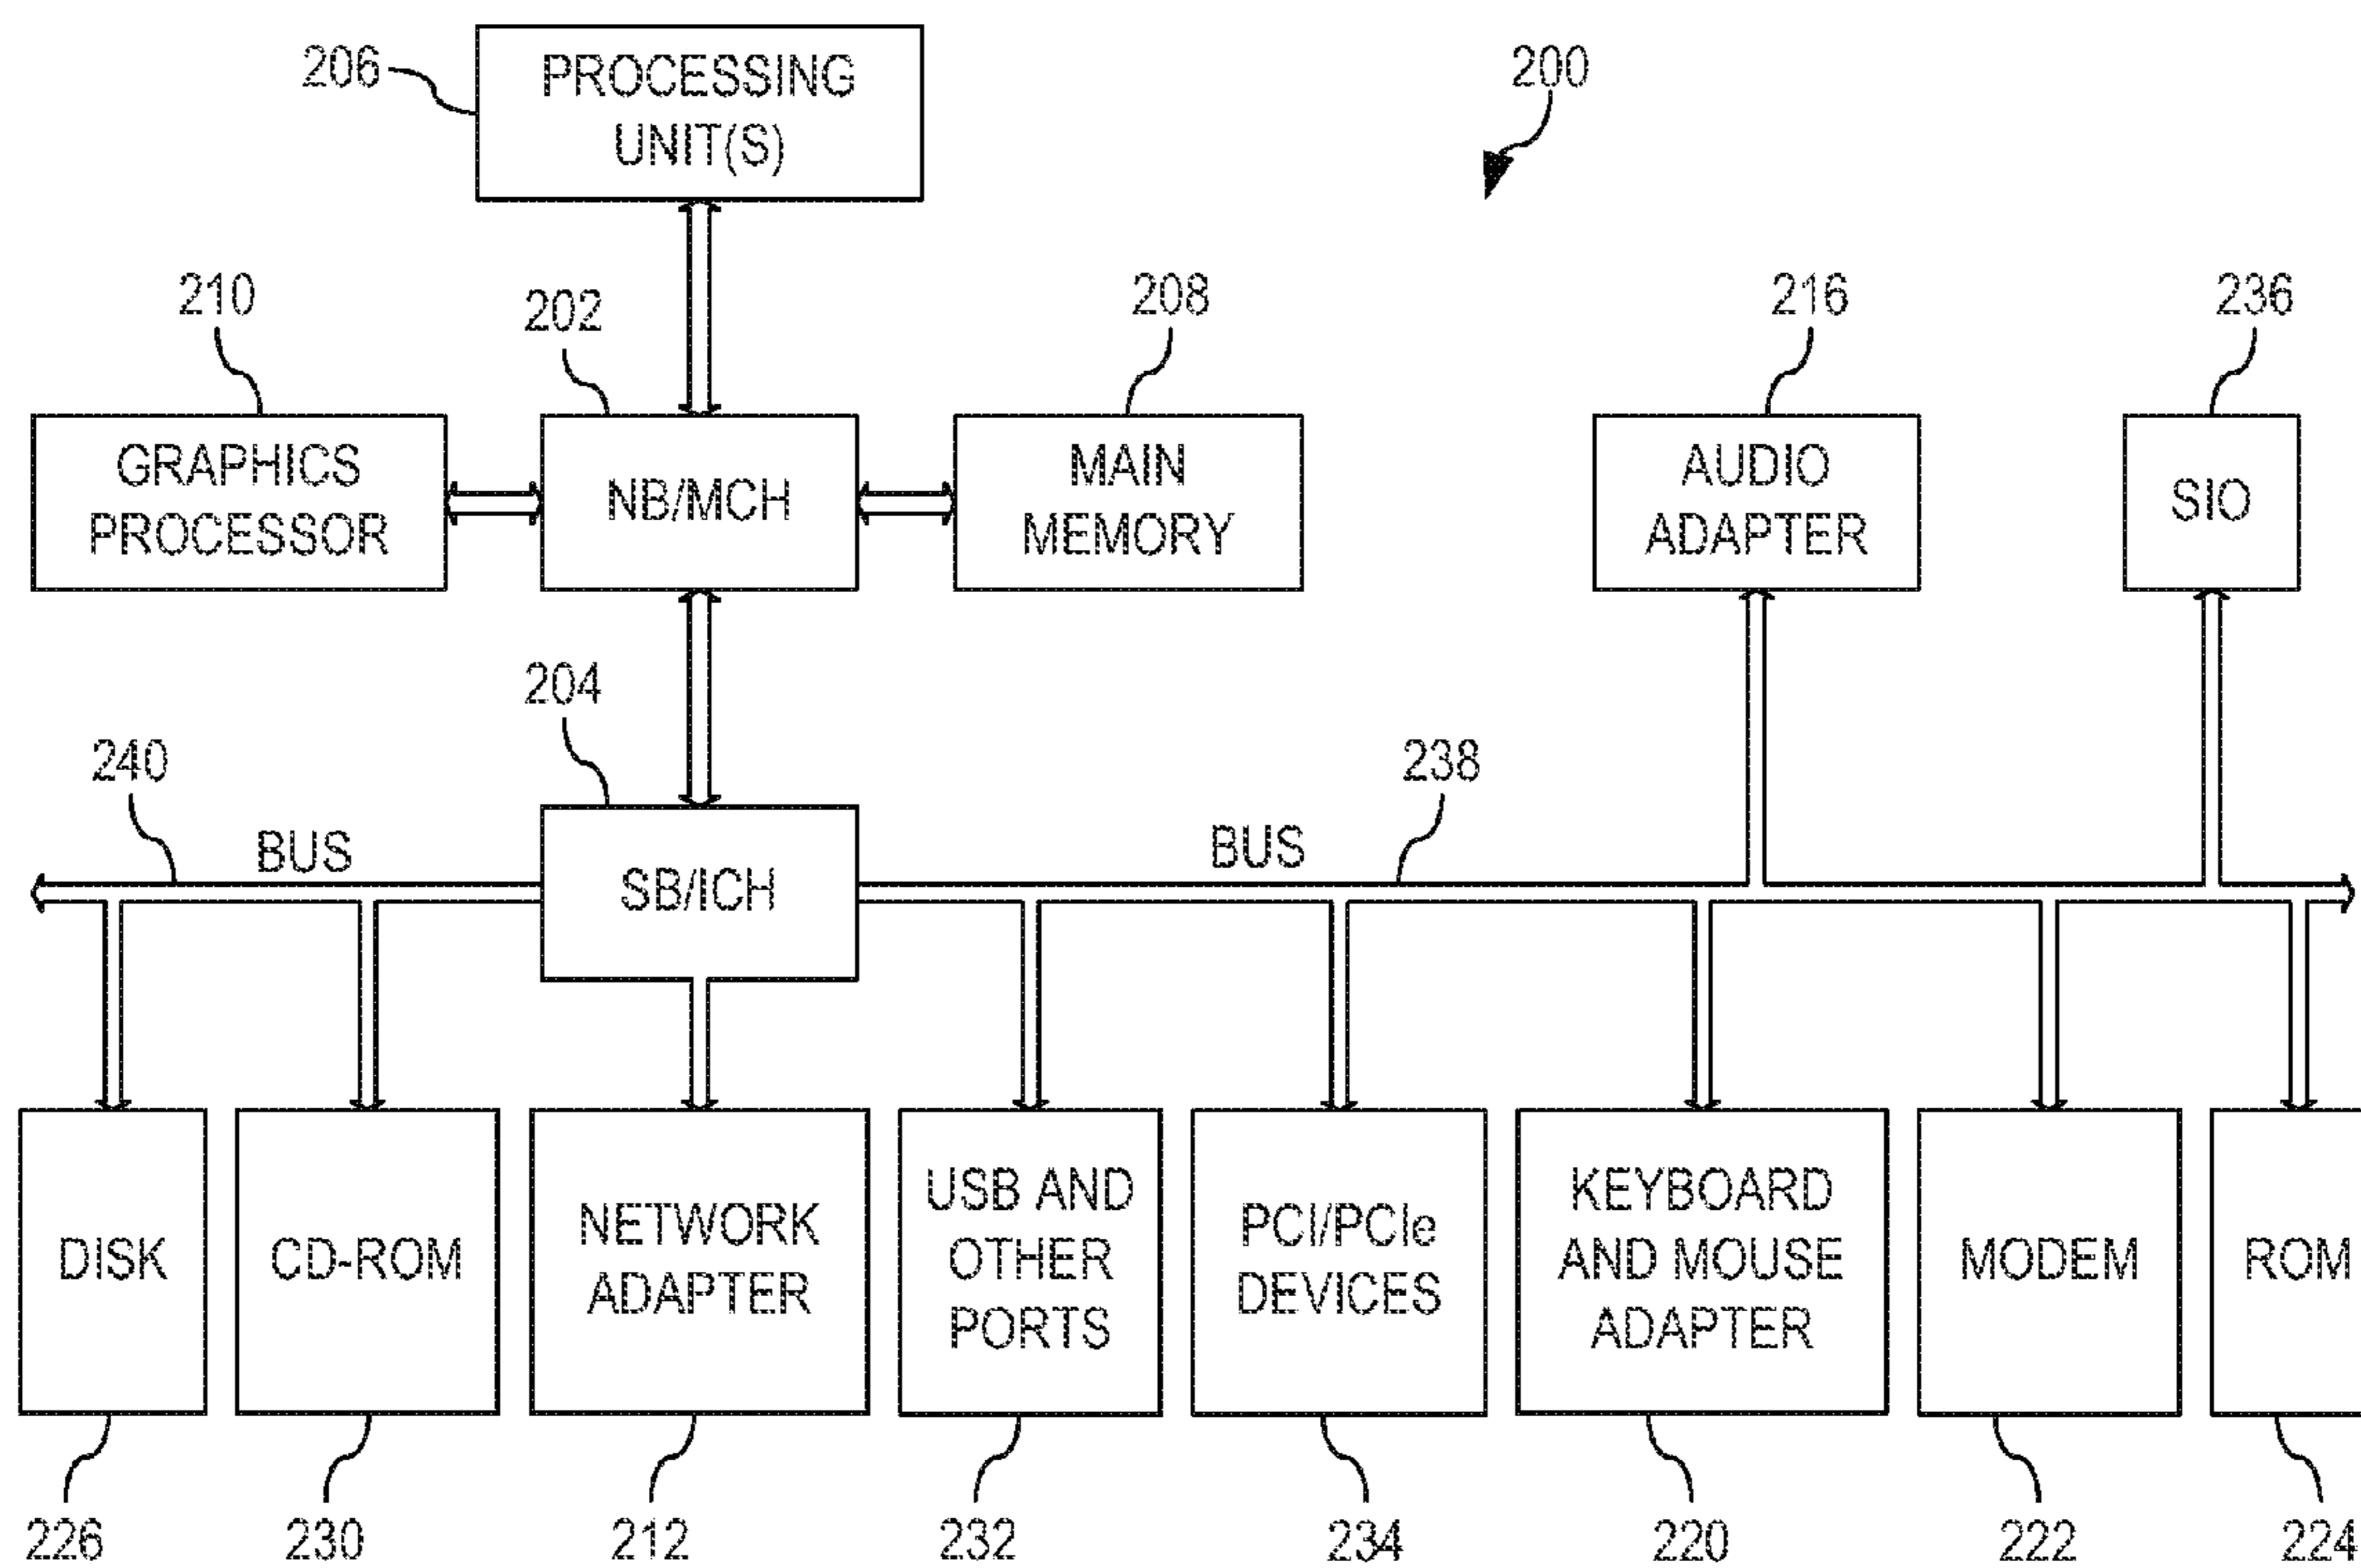 206
PROCESSING
UNIT(S)
200
210
202
208
216
236
GRAPHICS
PROCESSOR
NB/MCH
MAIN
MEMORY
AUDIO
ADAPTER
SIO
204
240
238
BUS
SB/ICH
BUS
DISK
CD-ROM
NETWORK
ADAPTER
USB AND
OTHER
PORTS
PCI/PCIe
DEVICES
KEYBOARD
AND MOUSE
ADAPTER
MODEM
ROM
226
230
212
232
234
220
222
224